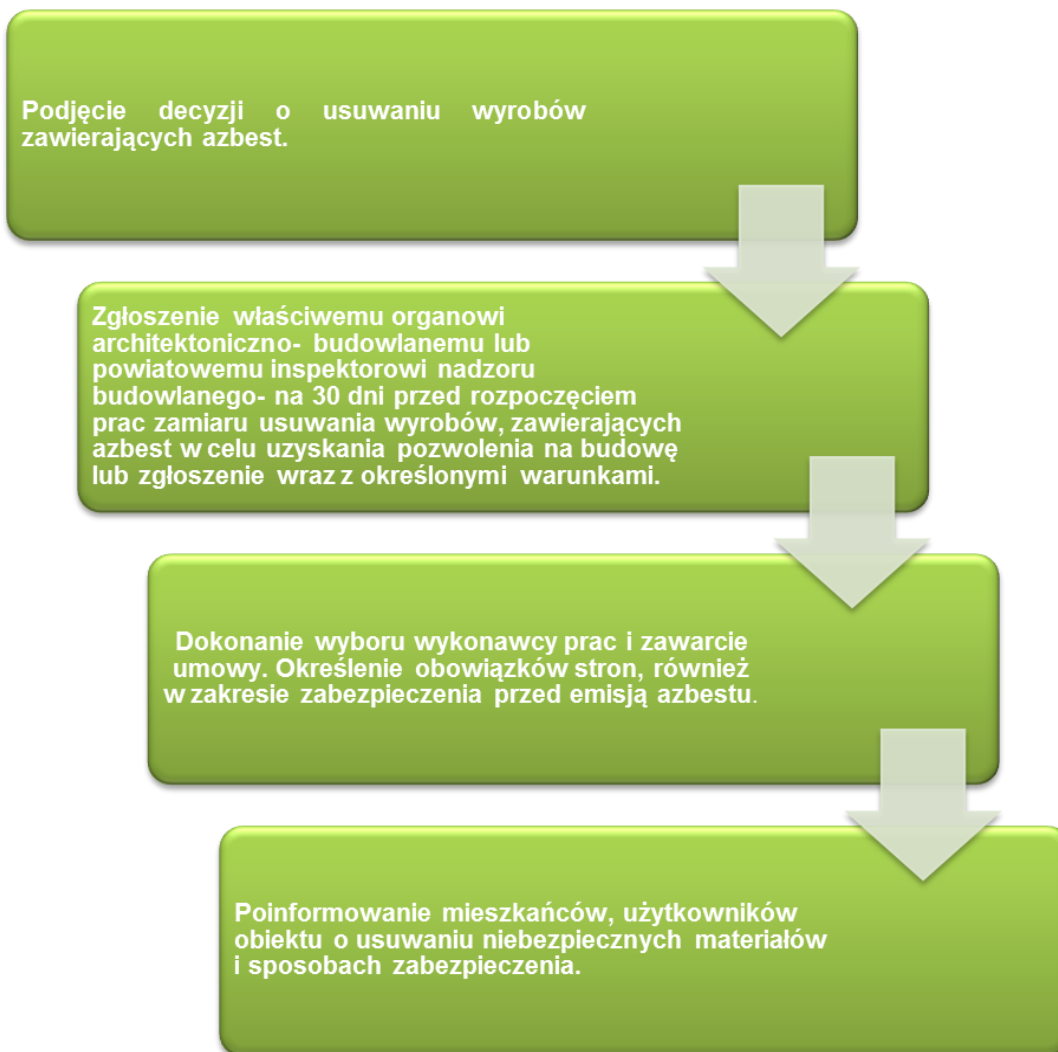 Podjęcie decyzji o usuwaniu wyrobów
zawierających azbest.
Zgłoszenie właściwemu organowi
architektoniczno- budowlanemu lub
powiatowemu inspektorowi nadzoru
budowlanego- na 30 dni przed rozpoczęciem
prac zamiaru usuwania wyrobów, zawierających
azbest w celu uzyskania pozwolenia na budowę
lub zgłoszenie wraz z określonymi warunkami.
Dokonanie wyboru wykonawcy prac i zawarcie
umowy. Określenie obowiązków stron, również
w zakresie zabezpieczenia przed emisją azbestu.
Poinformowanie mieszkańców, użytkowników
obiektu o usuwaniu niebezpiecznych materiałów
i sposobach zabezpieczenia.